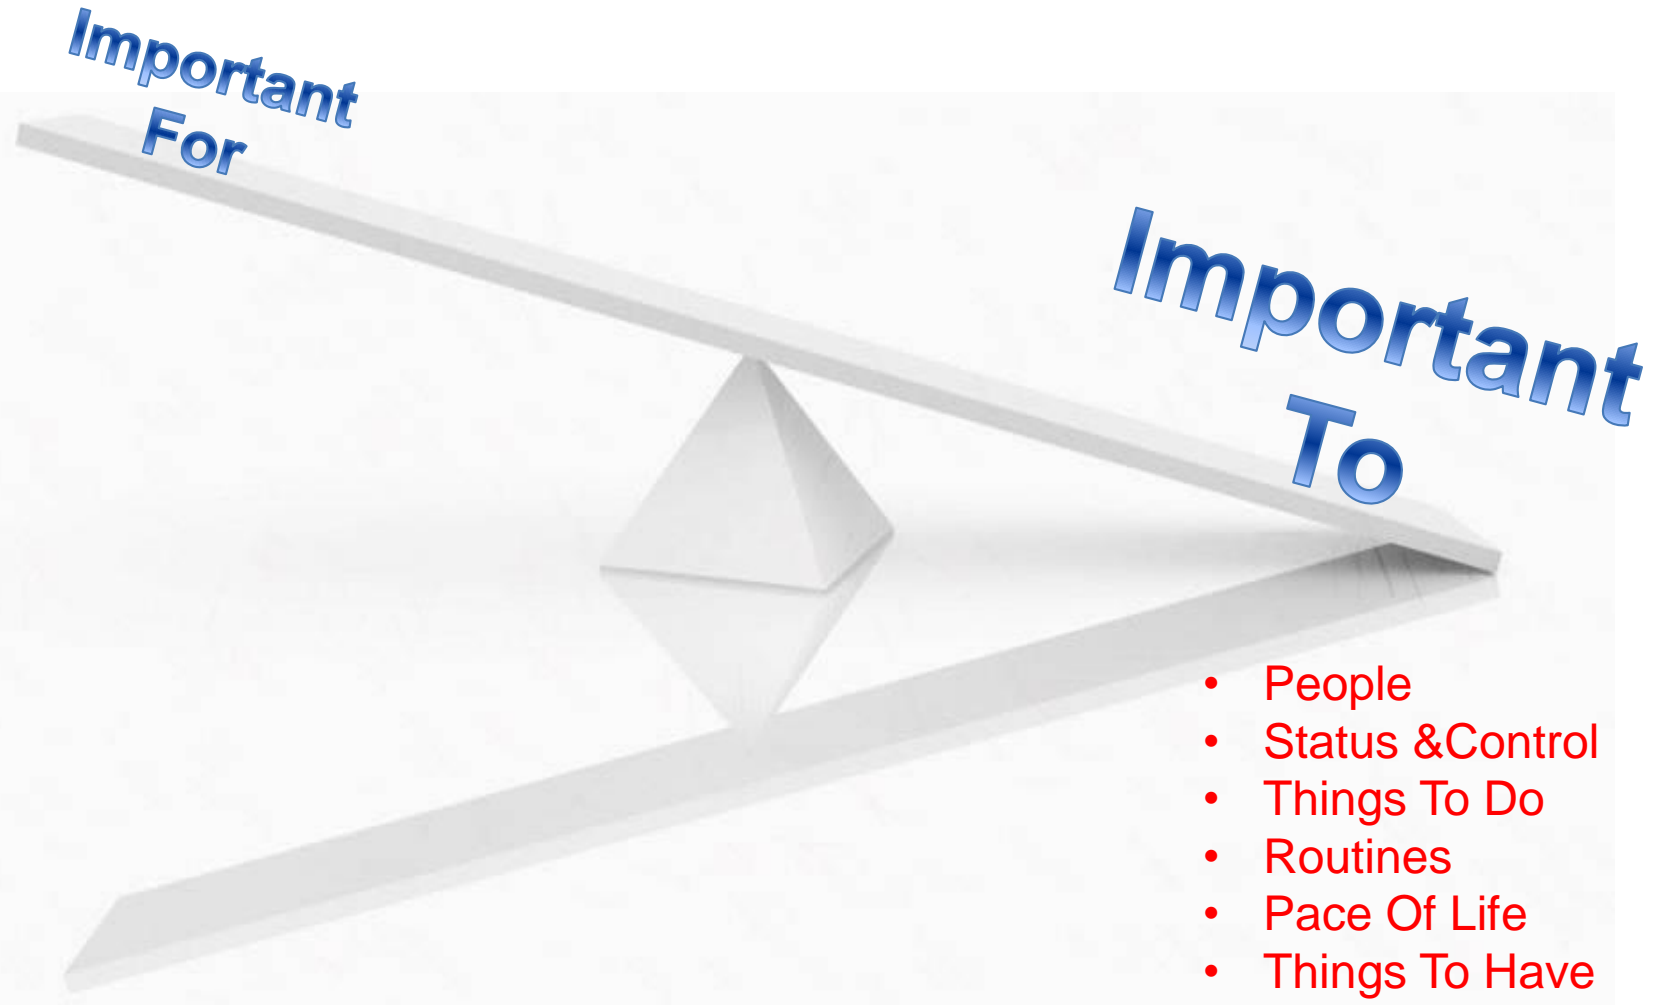 Important
For
Important
To
• People
• Status &Control
• Things To Do
• Routines
• Pace Of Life
• Things To Have